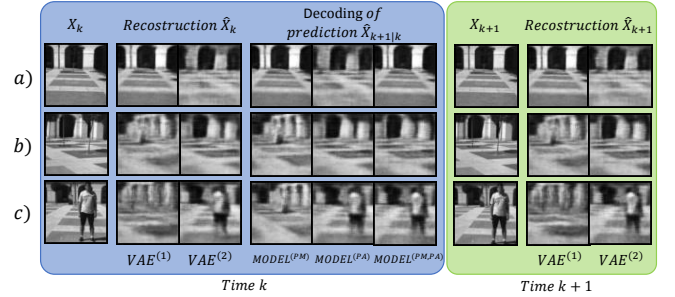 Decoding of
X_k Recostruction X̂_k prediction X̂_{k+1|k} X_{k+1} Recostruction X̂_{k+1}
a)
b)
c)
VAE^{(1)} VAE^{(2)} MODEL^{(PM)} MODEL^{(PA)} MODEL^{(PM,PA)} VAE^{(1)} VAE^{(2)}
Time k Time k + 1